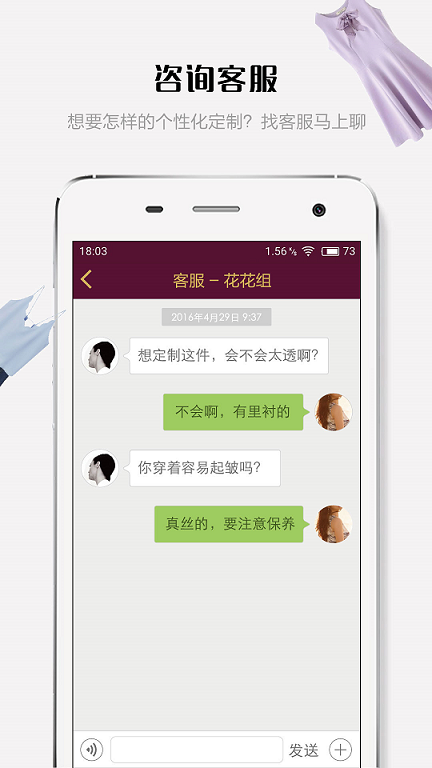 咨询客服
想要怎样的个性化定制？找客服马上聊
18:03 1.56 K/s 73
客服 – 花花组
2016年4月29日 9:37
想定制这件，会不会太透啊?
不会啊，有里衬的
你穿着容易起皱吗?
真丝的，要注意保养
发送